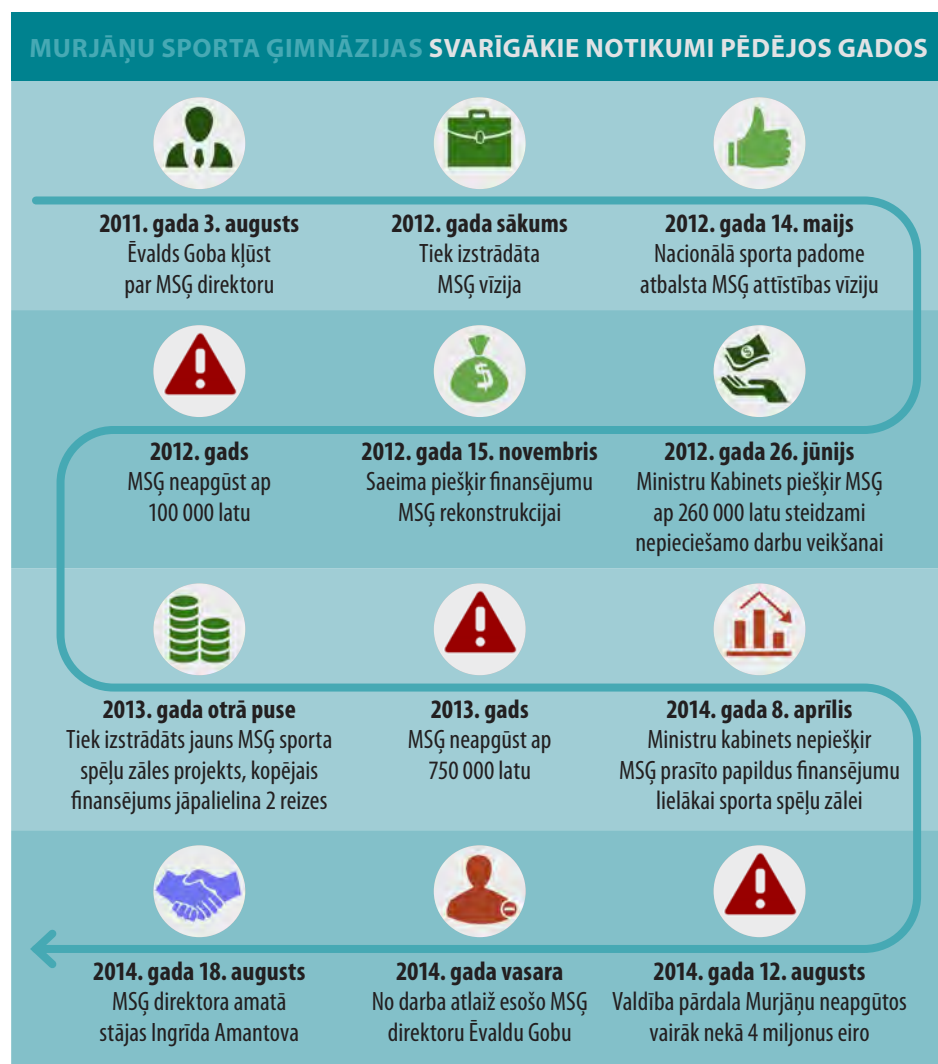 MURJĀŅU SPORTA ĢIMNĀZIJAS SVARĪGĀKIE NOTIKUMI PĒDĒJOS GADOS
2011. gada 3. augusts
Ēvalds Goba kļūst
par MSĢ direktoru
2012. gada sākums
Tiek izstrādāta
MSĢ vīzija
2012. gada 14. maijs
Nacionālā sporta padome
atbalsta MSĢ attīstības vīziju
2012. gada 26. jūnijs
Ministru Kabinets piešķir MSĢ
ap 260 000 latu steidzami
nepieciešamo darbu veikšanai
2012. gada 15. novembris
Saeima piešķir finansējumu
MSĢ rekonstrukcijai
2012. gads
MSĢ neapgūst ap
100 000 latu
2013. gada otrā puse
Tiek izstrādāts jauns MSĢ sporta
spēļu zāles projekts, kopējais
finansējums jāpalielina 2 reizes
2013. gads
MSĢ neapgūst ap
750 000 latu
2014. gada 8. aprīlis
Ministru kabinets nepiešķir
MSĢ prasīto papildus finansējumu
lielākai sporta spēļu zālei
2014. gada 12. augusts
Valdība pārdala Murjāņu neapgūtos
vairāk nekā 4 miljonus eiro
2014. gada vasara
No darba atlaiž esošo MSĢ
direktoru Ēvaldu Gobu
2014. gada 18. augusts
MSĢ direktora amatā
stājas Ingrīda Amantova